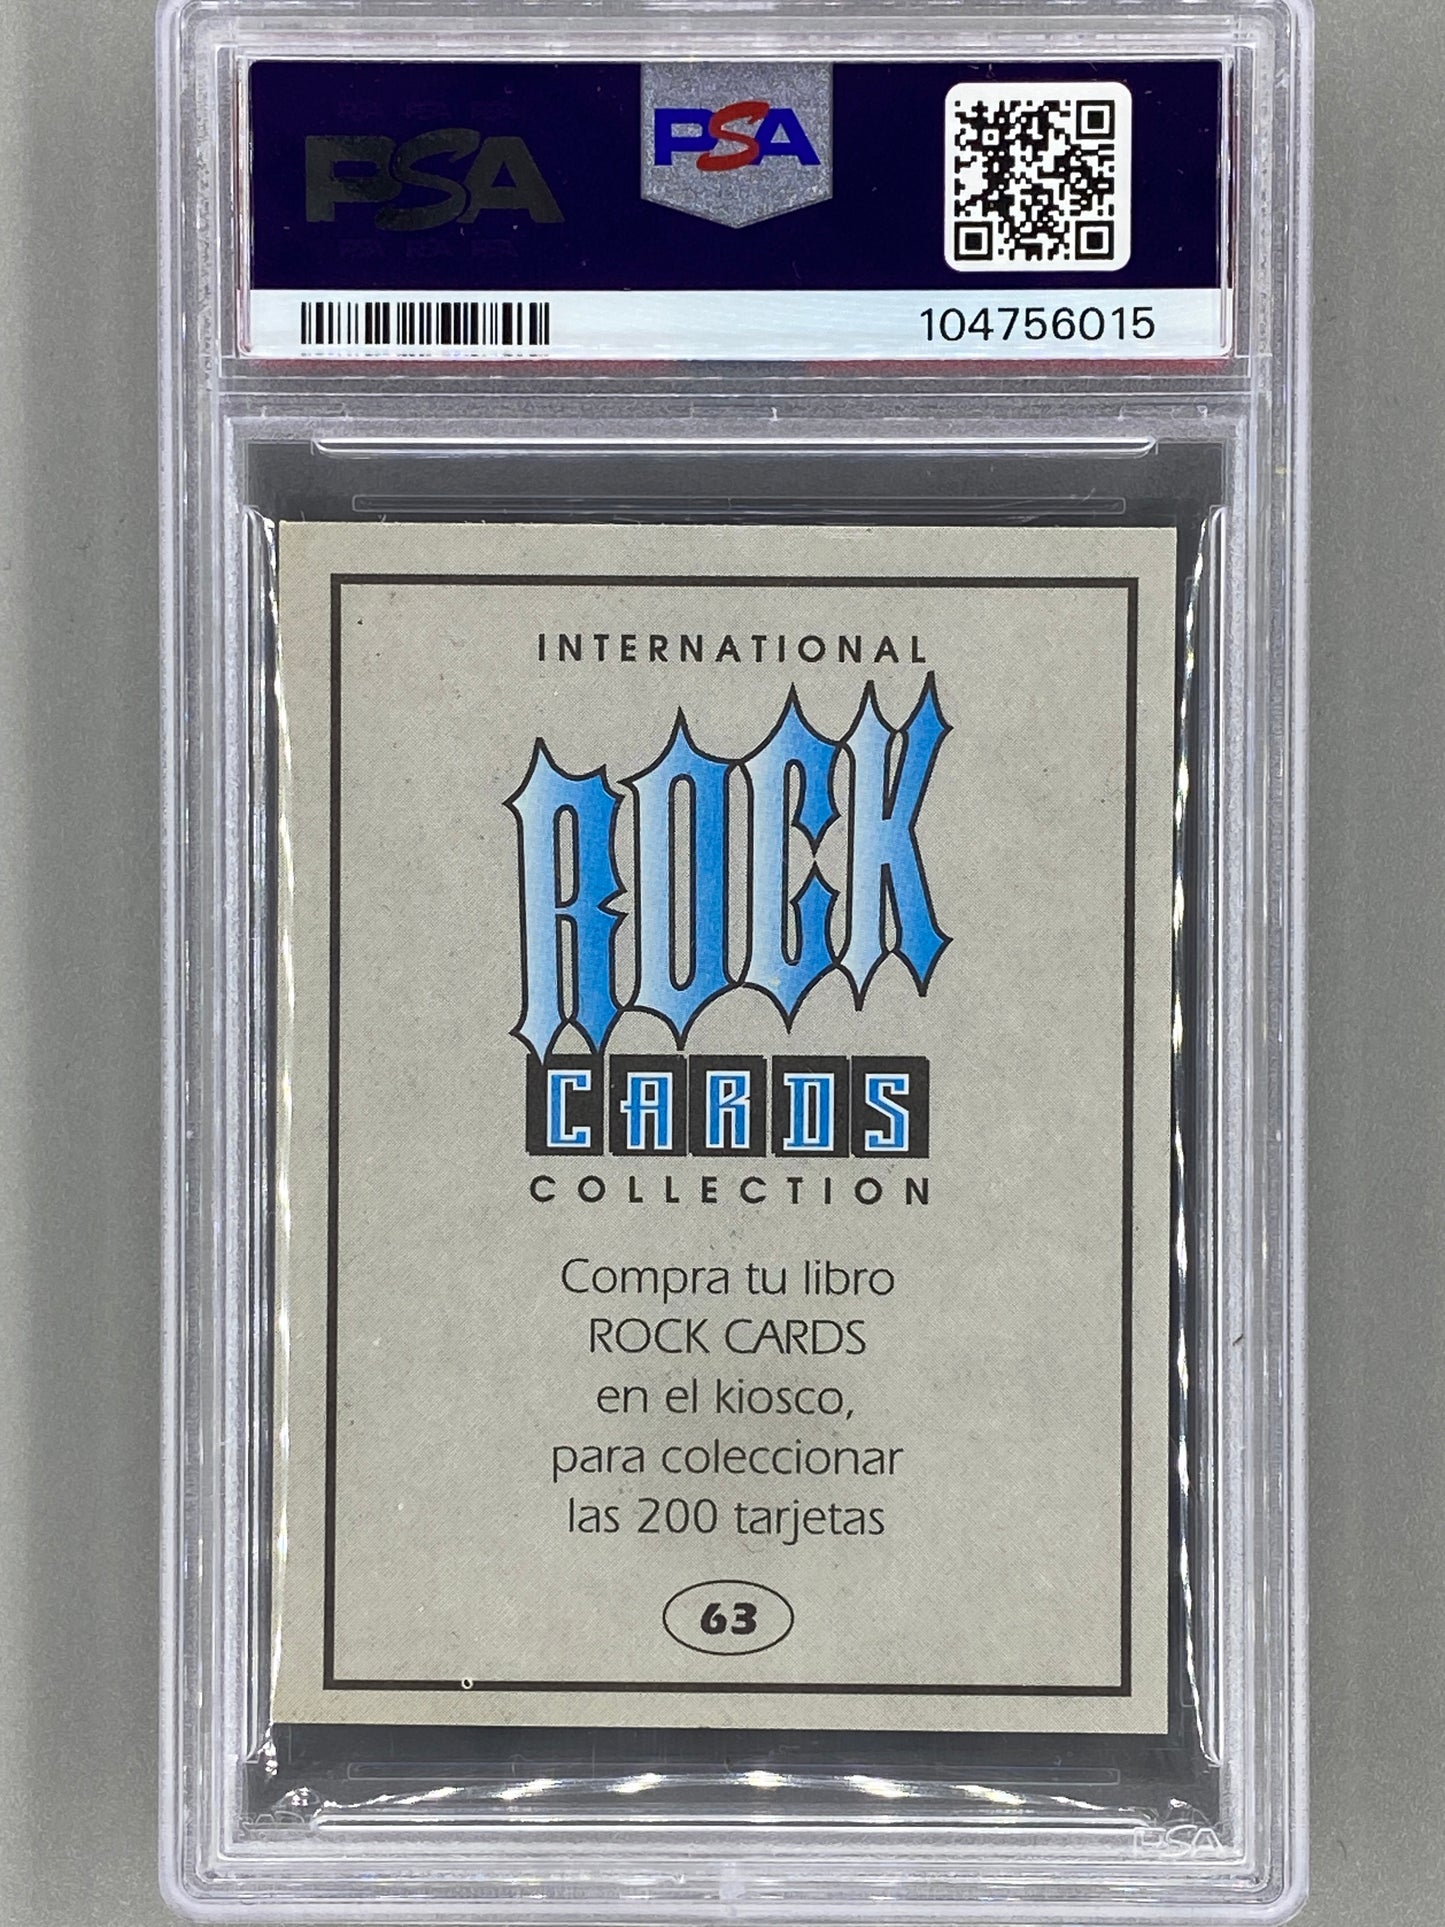 PSA
PSA
104756015
INTERNATIONAL
ROCK
CARDS
COLLECTION
Compra tu libro
ROCK CARDS
en el kiosco,
para coleccionar
las 200 tarjetas
63
PSA